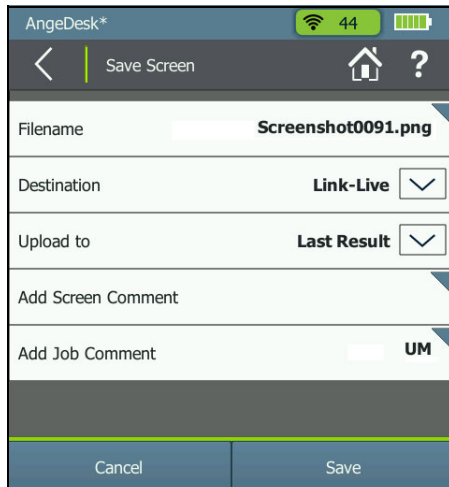 AngeDesk* 44
Save Screen ?
Filename Screenshot0091.png
Destination Link-Live
Upload to Last Result
Add Screen Comment
Add Job Comment UM
Cancel Save